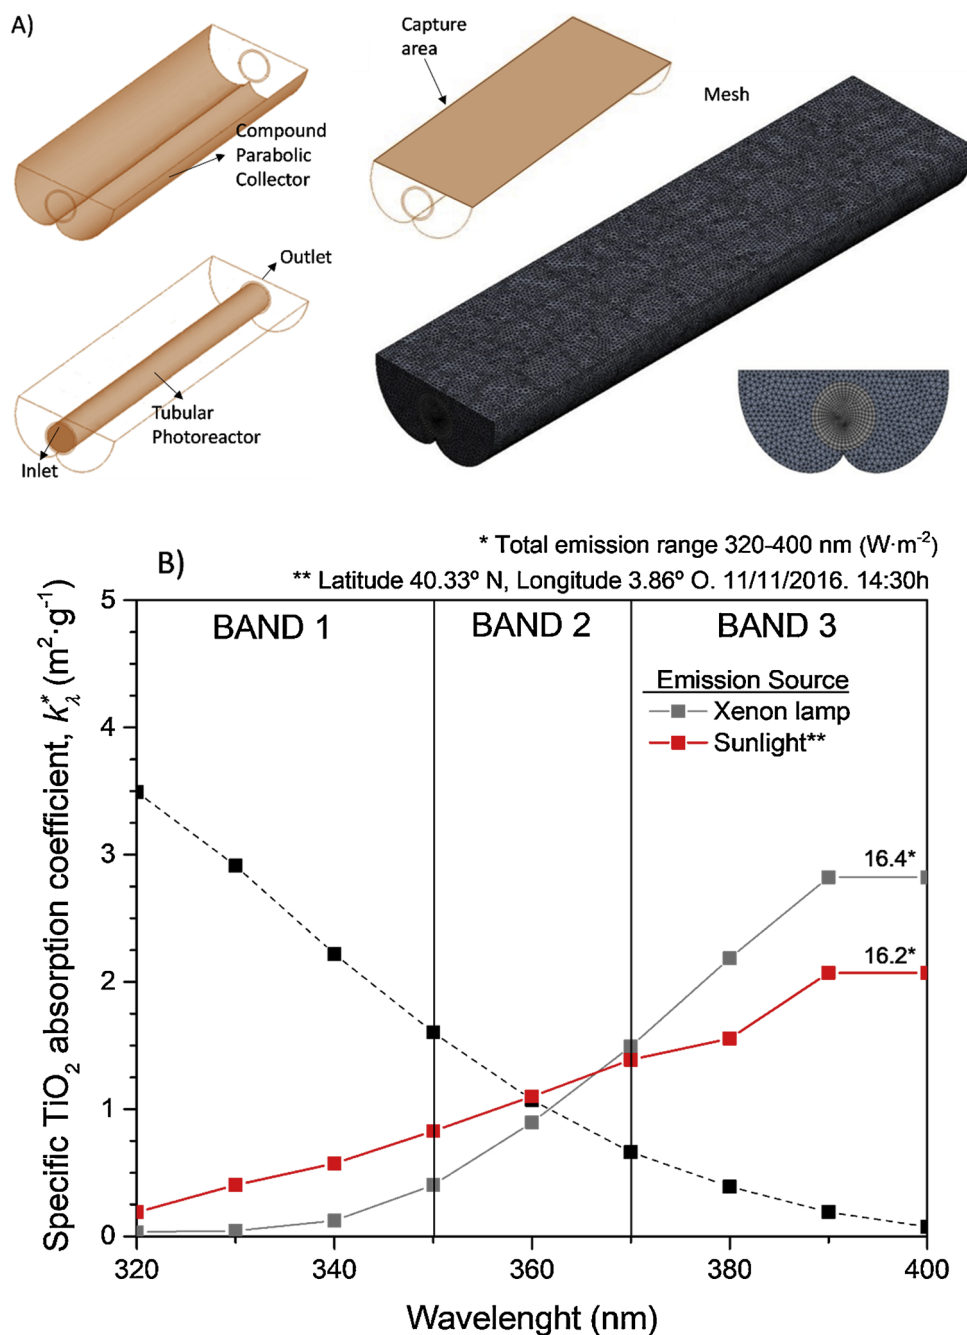 A)
Capture
area
Mesh
Compound
Parabolic
Collector
Outlet
Tubular
Photoreactor
Inlet
* Total emission range 320-400 nm (W·m⁻²)
B)
** Latitude 40.33º N, Longitude 3.86º O. 11/11/2016. 14:30h
BAND 1 BAND 2 BAND 3
Emission Source
Xenon lamp
Sunlight**
16.4*
16.2*
5
4
3
2
1
0
Specific TiO₂ absorption coefficient, k*λ (m²·g⁻¹)
320 340 360 380 400
Wavelenght (nm)